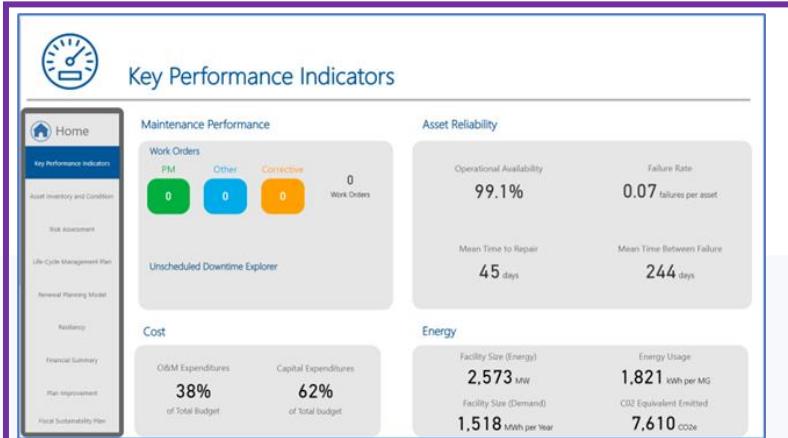 Key Performance Indicators
Home
Key Performance Indicators
Asset Inventory and Condition
Risk Assessment
Life-Cycle Management Plan
Renewal Planning Model
Resiliency
Financial Summary
Plan Improvement
Fiscal Sustainability Plan
Maintenance Performance
Work Orders
PM Other Corrective
0 0 0
0
Work Orders
Unscheduled Downtime Explorer
Asset Reliability
Operational Availability
99.1%
Failure Rate
0.07 failures per asset
Mean Time to Repair
45 days
Mean Time Between Failure
244 days
Cost
O&M Expenditures
38%
of Total Budget
Capital Expenditures
62%
of Total Budget
Energy
Facility Size (Energy)
2,573 MW
Energy Usage
1,821 kWh per MG
Facility Size (Demand)
1,518 MWh per Year
C02 Equivalent Emitted
7,610 CO2e